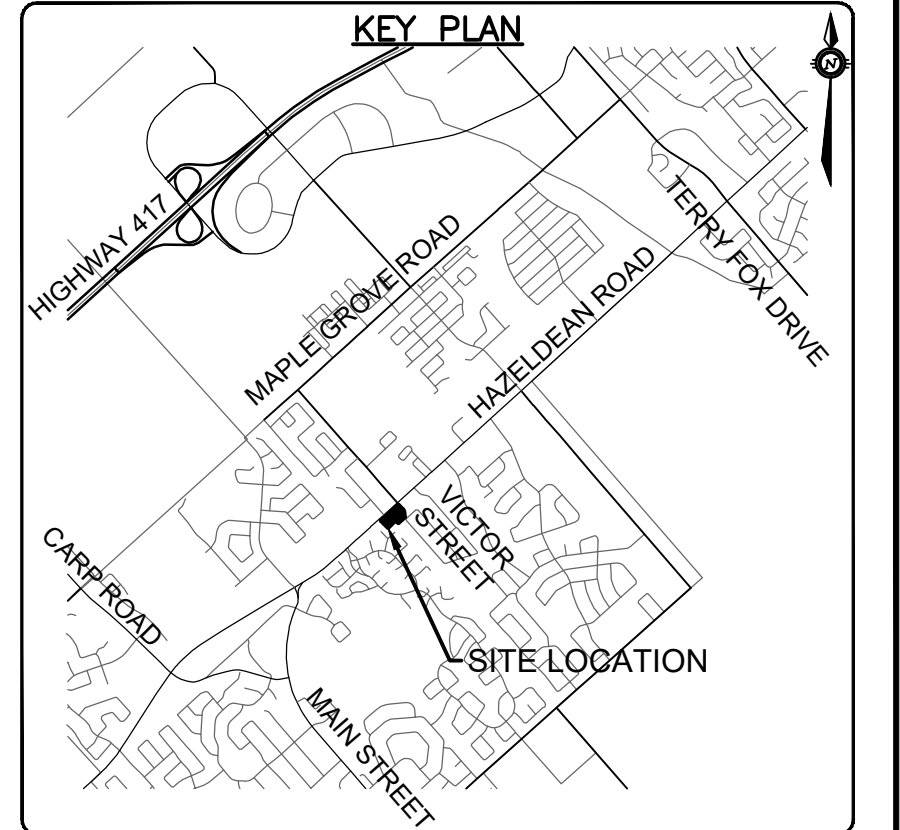 KEY PLAN
N
HIGHWAY 417
MAPLE GROVE ROAD
TERRY FOX DRIVE
HAZELDEAN ROAD
VICTOR
STREET
CARP ROAD
SITE LOCATION
MAIN STREET